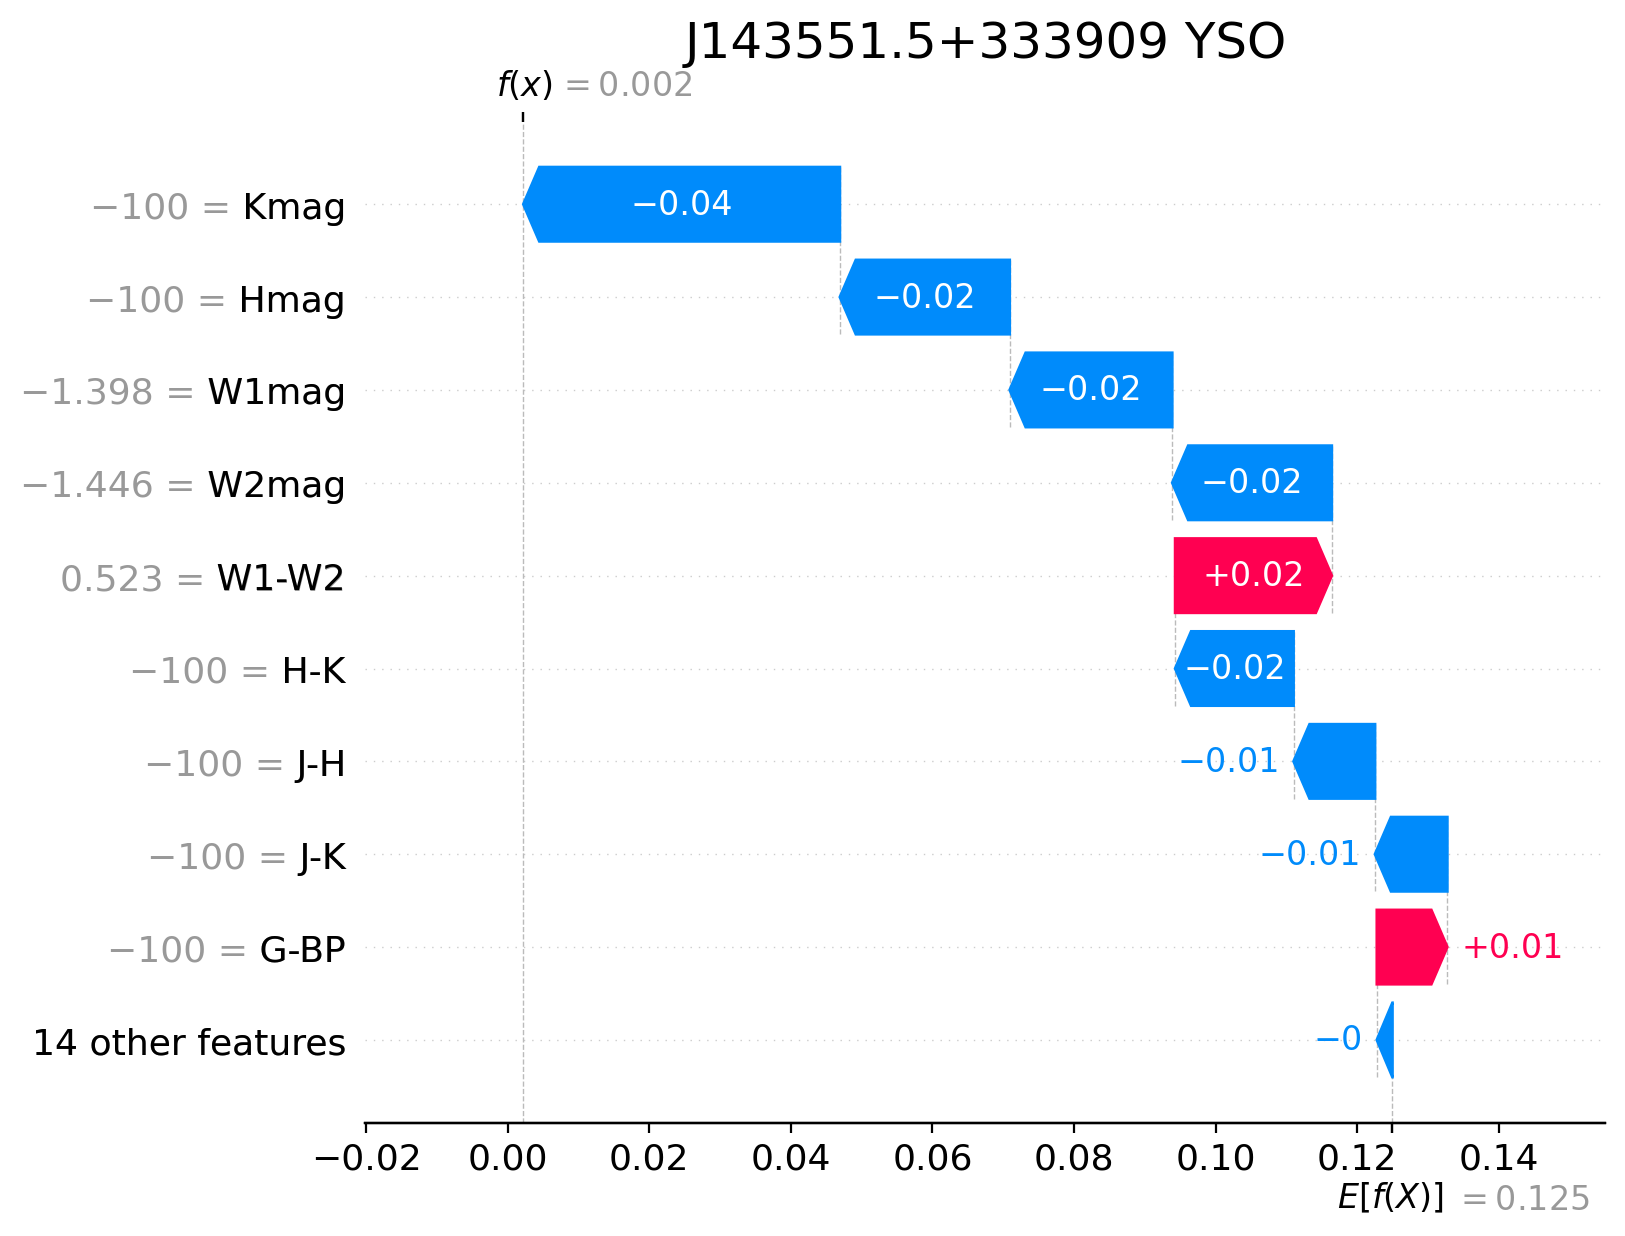 J143551.5+333909 YSO
f(x) = 0.002
−100 = Kmag
−0.04
−100 = Hmag
−0.02
−1.398 = W1mag
−0.02
−1.446 = W2mag
−0.02
0.523 = W1-W2
+0.02
−100 = H-K
−0.02
−100 = J-H
−0.01
−100 = J-K
−0.01
−100 = G-BP
+0.01
14 other features
−0
−0.02 0.00 0.02 0.04 0.06 0.08 0.10 0.12 0.14
E[f(X)] = 0.125